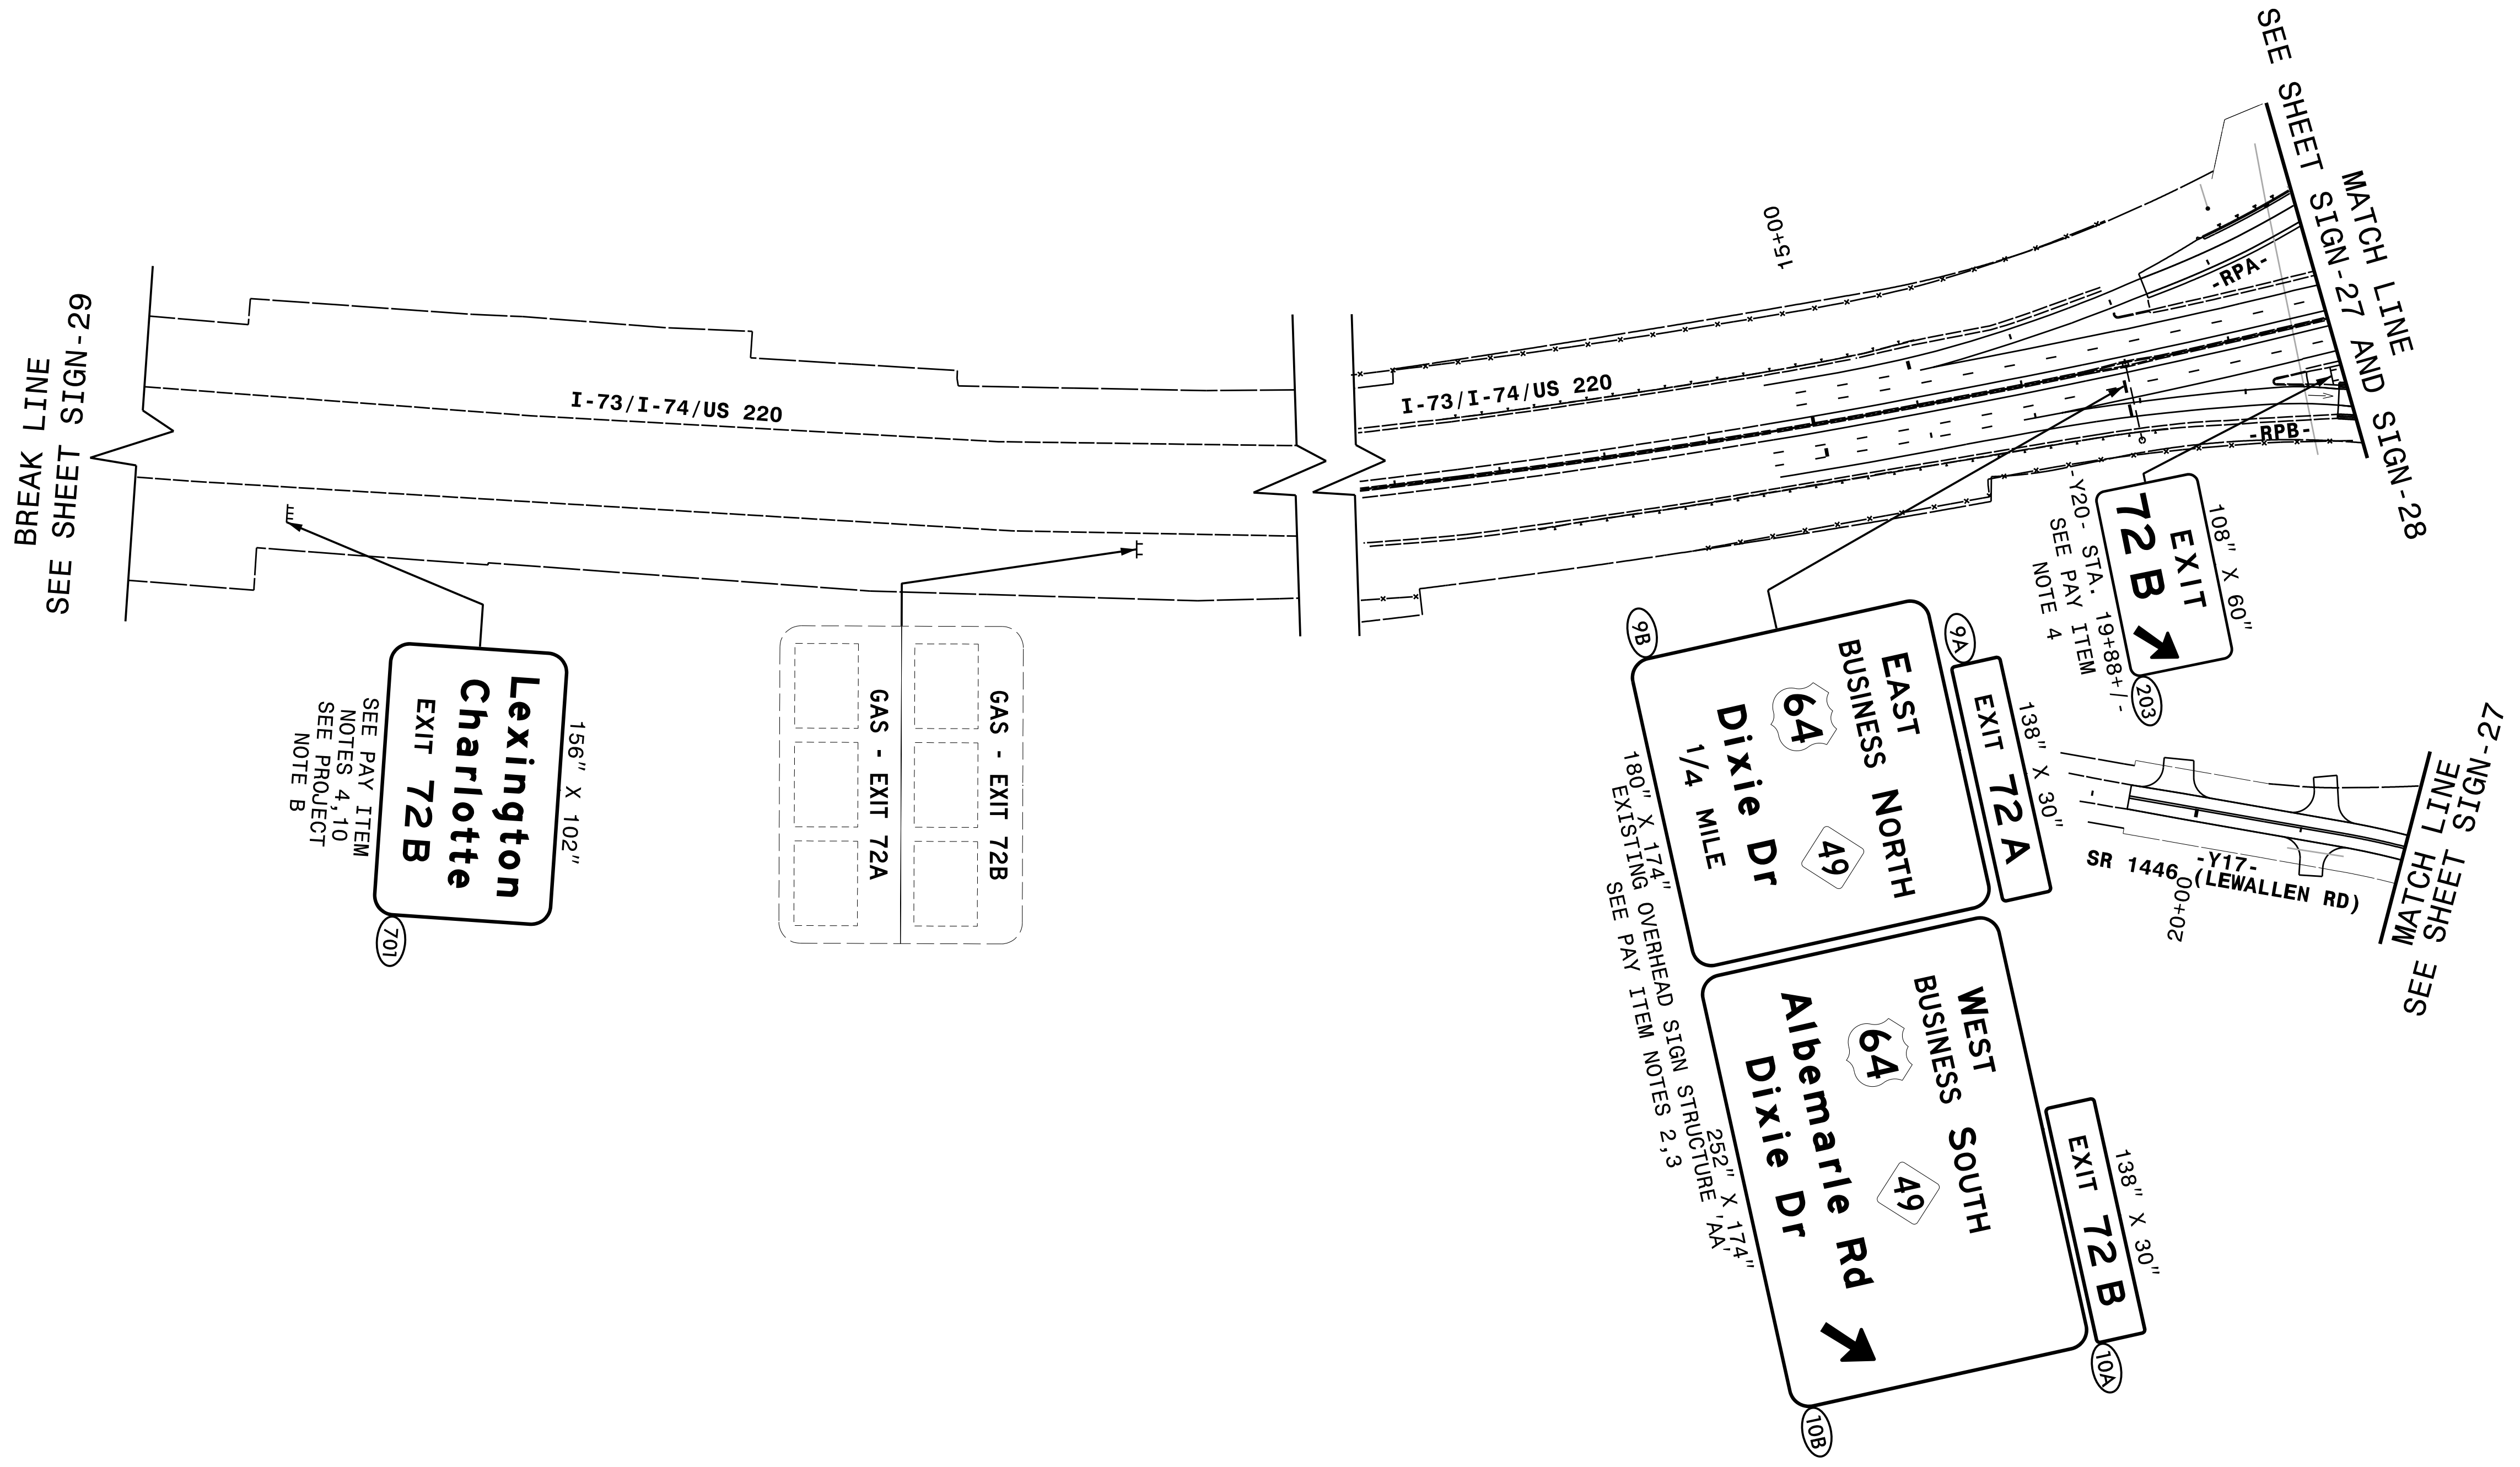 BREAK LINE
SEE SHEET SIGN-29
I-73/I-74/US 220
156" X 102"
Lexington
Charlotte
EXIT 72B
SEE PAY ITEM
NOTES 4,10
SEE PROJECT
NOTE B
701
GAS - EXIT 72B
GAS - EXIT 72A
I-73/I-74/US 220
15+00
-RPA-
-RPB-
MATCH LINE
SEE SHEET SIGN-27 AND SIGN-28
108" X 60"
EXIT
72B
-Y20- STA. 19+88+/-
SEE PAY ITEM
NOTE 4
203
138" X 30"
EXIT 72A
9A
EAST
BUSINESS NORTH
64 49
Dixie Dr
1/4 MILE
9B
180" X 174"
EXISTING OVERHEAD SIGN STRUCTURE 'AA'
SEE PAY ITEM NOTES 2,3
138" X 30"
EXIT 72B
10A
WEST
BUSINESS SOUTH
64 49
Albemarle Rd
Dixie Dr
10B
252" X 174"
-Y17-
SR 1446 (LEWALLEN RD)
20+00
MATCH LINE
SEE SHEET SIGN-27